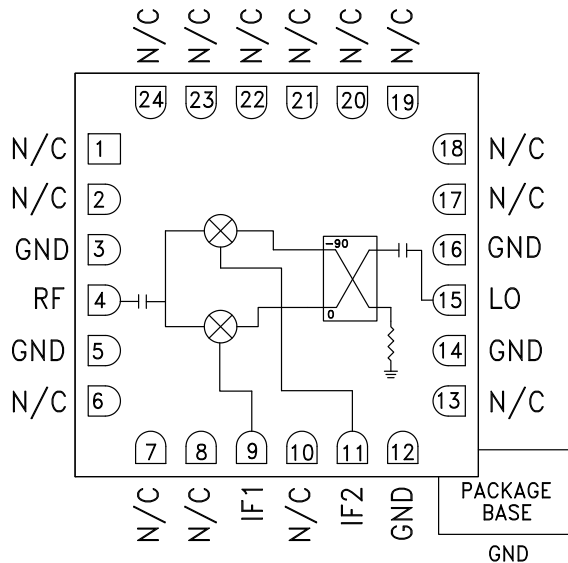 N/C N/C N/C N/C N/C N/C
24 23 22 21 20 19
N/C 1 18 N/C
N/C 2 17 N/C
GND 3 -90 16 GND
RF 4 0 15 LO
GND 5 14 GND
N/C 6 13 N/C
7 8 9 10 11 12
N/C N/C IF1 N/C IF2 GND
PACKAGE
BASE
GND